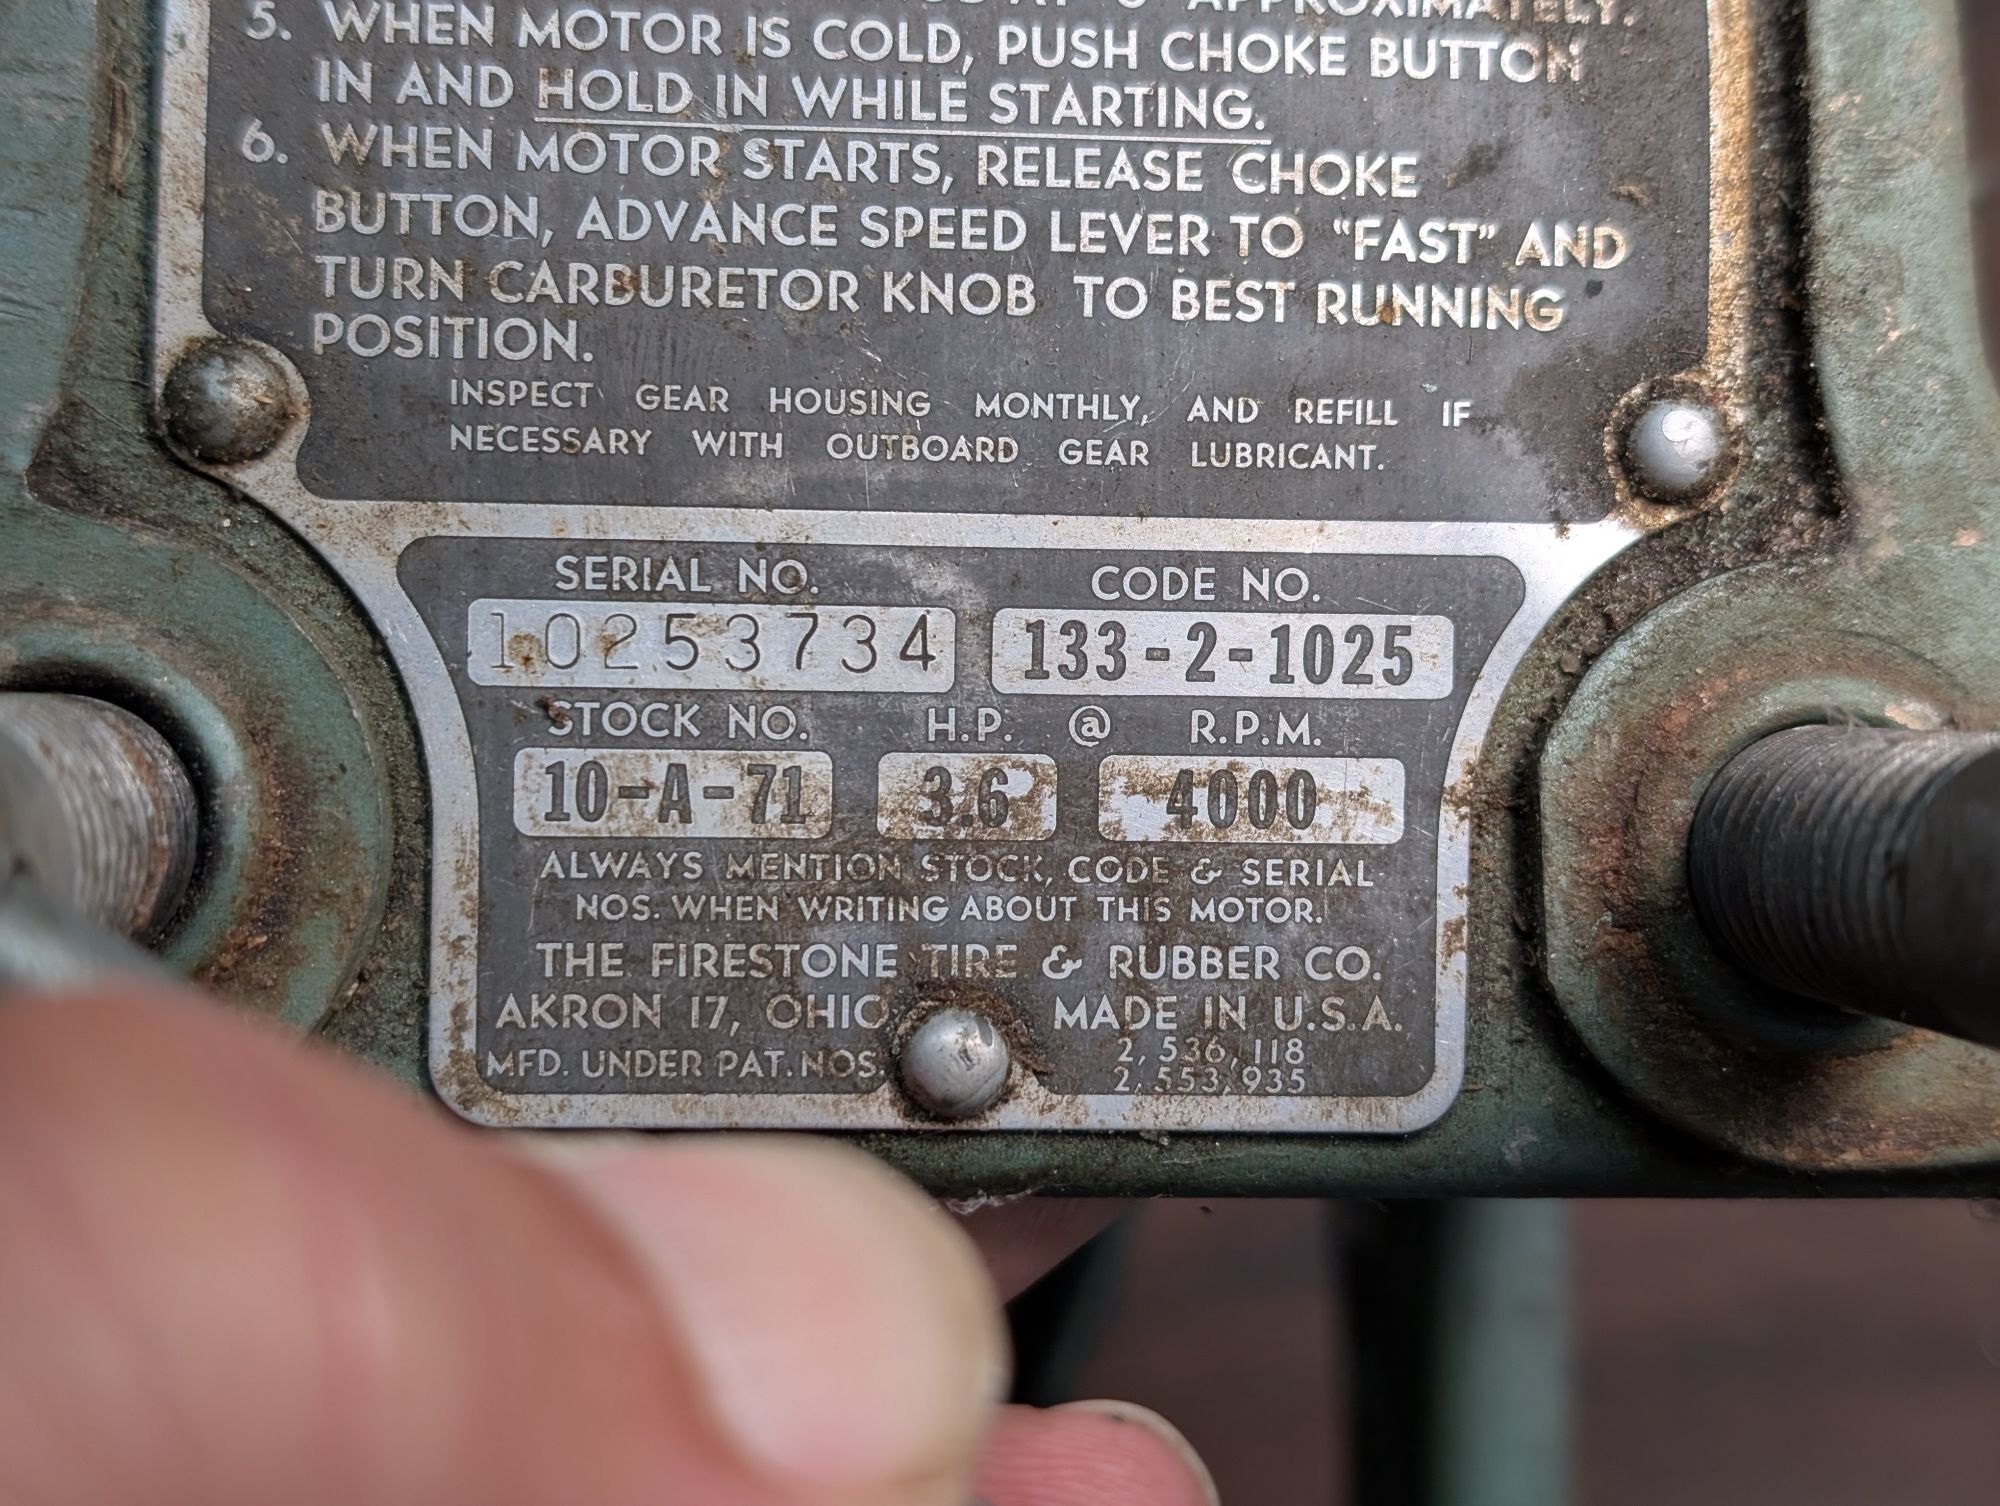 APPROXIMATELY.
5. WHEN MOTOR IS COLD, PUSH CHOKE BUTTON
IN AND HOLD IN WHILE STARTING.
6. WHEN MOTOR STARTS, RELEASE CHOKE
BUTTON, ADVANCE SPEED LEVER TO "FAST" AND
TURN CARBURETOR KNOB TO BEST RUNNING
POSITION.
INSPECT GEAR HOUSING MONTHLY, AND REFILL IF
NECESSARY WITH OUTBOARD GEAR LUBRICANT.
SERIAL NO. CODE NO.
10253734 133-2-1025
STOCK NO. H.P. @ R.P.M.
10-A-71 3.6 4000
ALWAYS MENTION STOCK, CODE & SERIAL
NOS. WHEN WRITING ABOUT THIS MOTOR.
THE FIRESTONE TIRE & RUBBER CO.
AKRON 17, OHIO MADE IN U.S.A.
MFD. UNDER PAT. NOS. 2,536,118
2,553,935